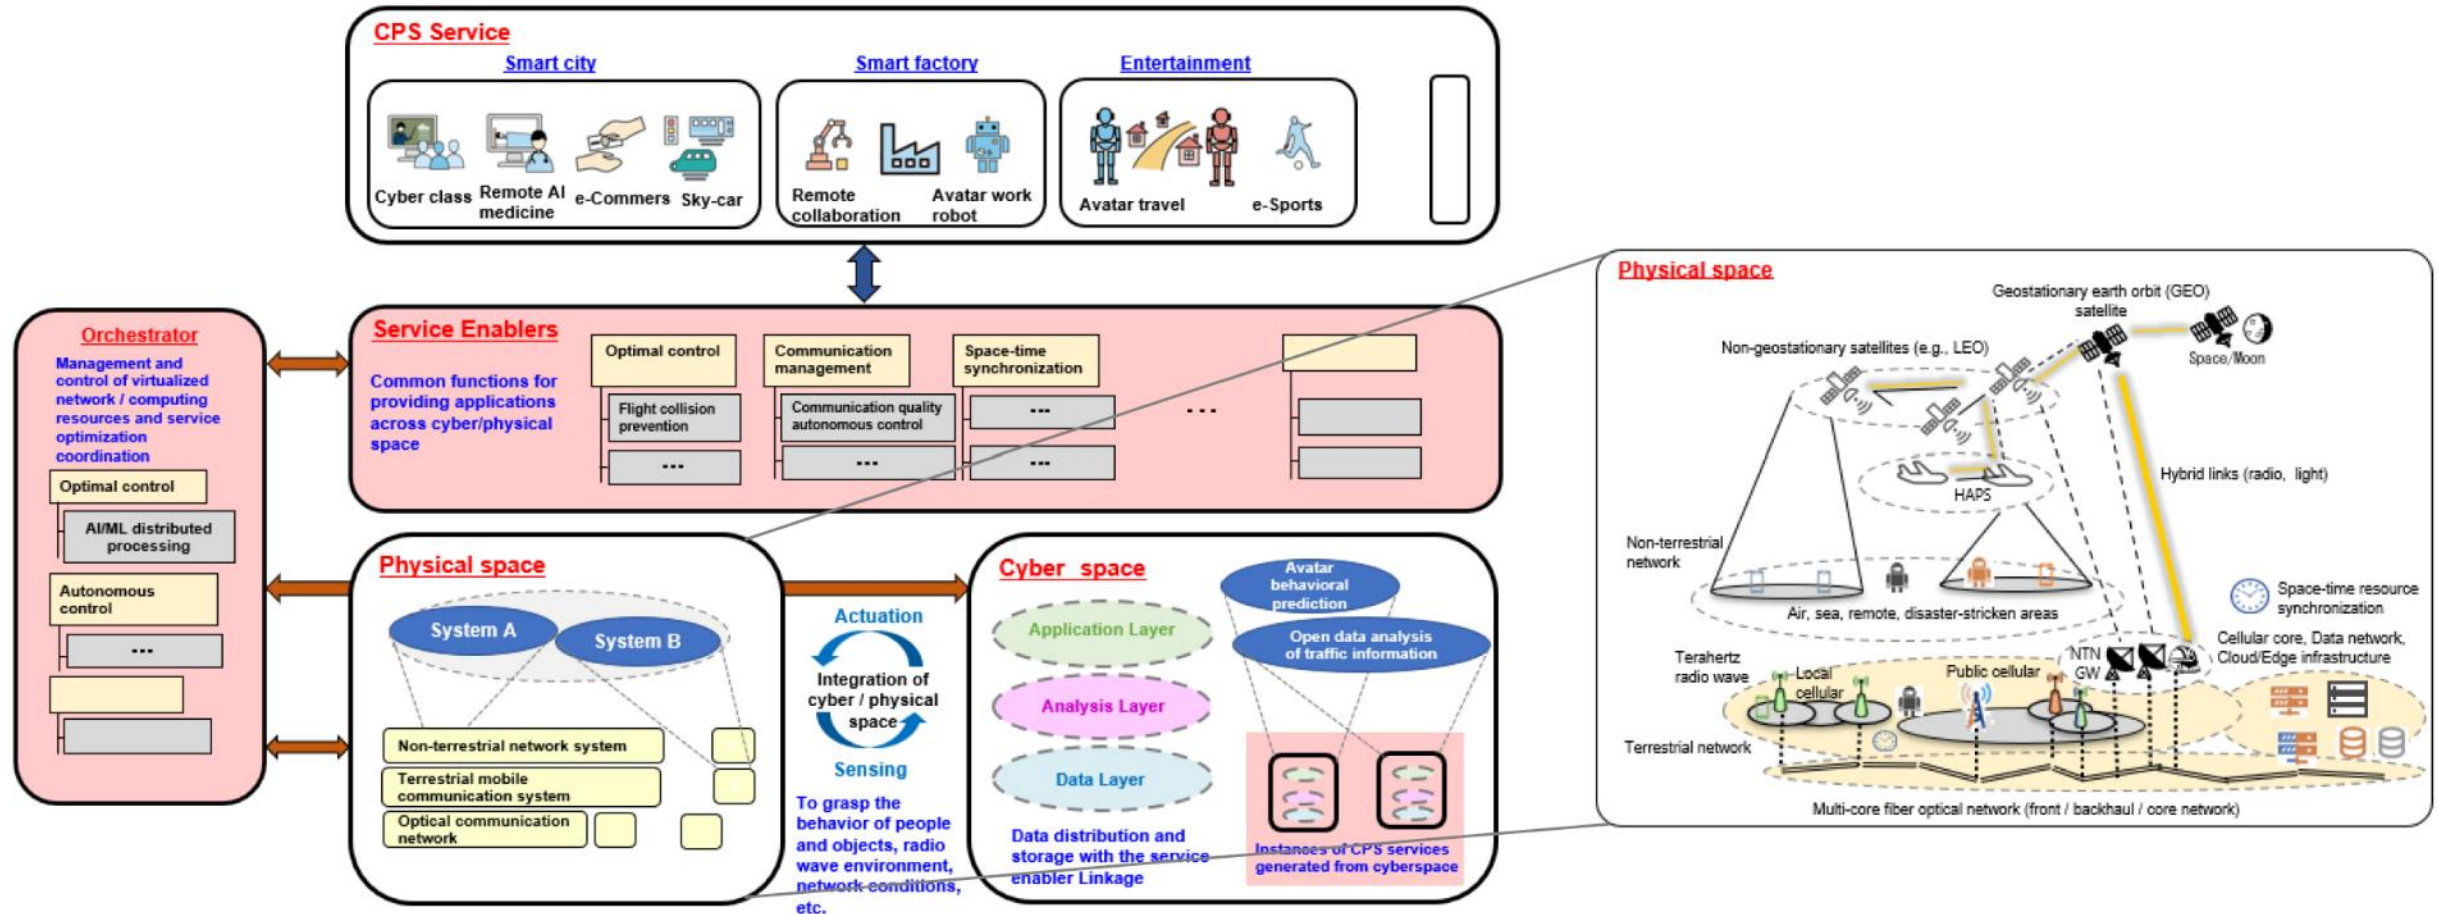 CPS Service
Smart city
Smart factory
Entertainment
Cyber class
Remote AI
medicine
e-Commers
Sky-car
Remote
collaboration
Avatar work
robot
Avatar travel
e-Sports
Orchestrator
Management and
control of virtualized
network / computing
resources and service
optimization
coordination
Optimal control
AI/ML distributed
processing
Autonomous
control
---
Service Enablers
Common functions for
providing applications
across cyber/physical
space
Optimal control
Flight collision
prevention
---
Communication
management
Communication quality
autonomous control
---
Space-time
synchronization
---
---
---
Physical space
System A
System B
Non-terrestrial network system
Terrestrial mobile
communication system
Optical communication
network
Actuation
Integration of
cyber / physical
space
Sensing
To grasp the
behavior of people
and objects, radio
wave environment,
network conditions,
etc.
Cyber space
Application Layer
Analysis Layer
Data Layer
Data distribution and
storage with the service
enabler Linkage
Avatar
behavioral
prediction
Open data analysis
of traffic information
Instances of CPS services
generated from cyberspace
Physical space
Geostationary earth orbit (GEO)
satellite
Non-geostationary satellites (e.g., LEO)
Space/Moon
Hybrid links (radio, light)
HAPS
Non-terrestrial
network
Air, sea, remote, disaster-stricken areas
Space-time resource
synchronization
Cellular core, Data network,
Cloud/Edge infrastructure
NTN
GW
Terahertz
radio wave
Local
cellular
Public cellular
Terrestrial network
Multi-core fiber optical network (front / backhaul / core network)